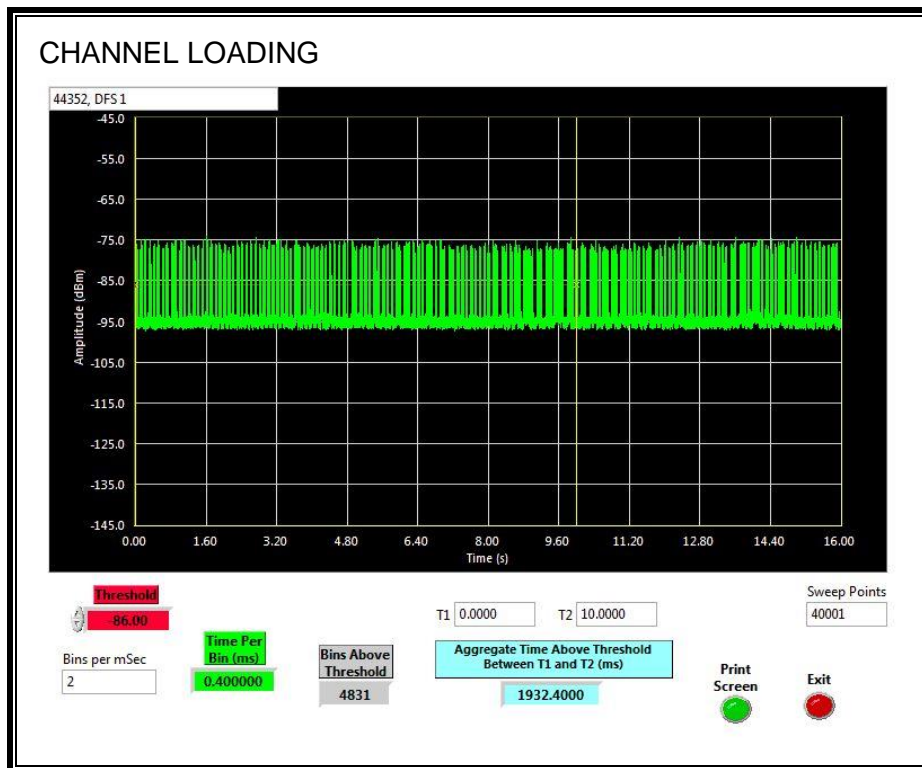 CHANNEL LOADING
44352, DFS 1
-45.0
-55.0
-65.0
-75.0
-85.0
-95.0
-105.0
-115.0
-125.0
-135.0
-145.0
Amplitude (dBm)
0.00 1.60 3.20 4.80 6.40 8.00 9.60 11.20 12.80 14.40 16.00
Time (s)
Threshold
-86.00
Bins per mSec
2
Time Per
Bin (ms)
0.400000
Bins Above
Threshold
4831
T1 0.0000 T2 10.0000
Aggregate Time Above Threshold
Between T1 and T2 (ms)
1932.4000
Sweep Points
40001
Print
Screen
Exit